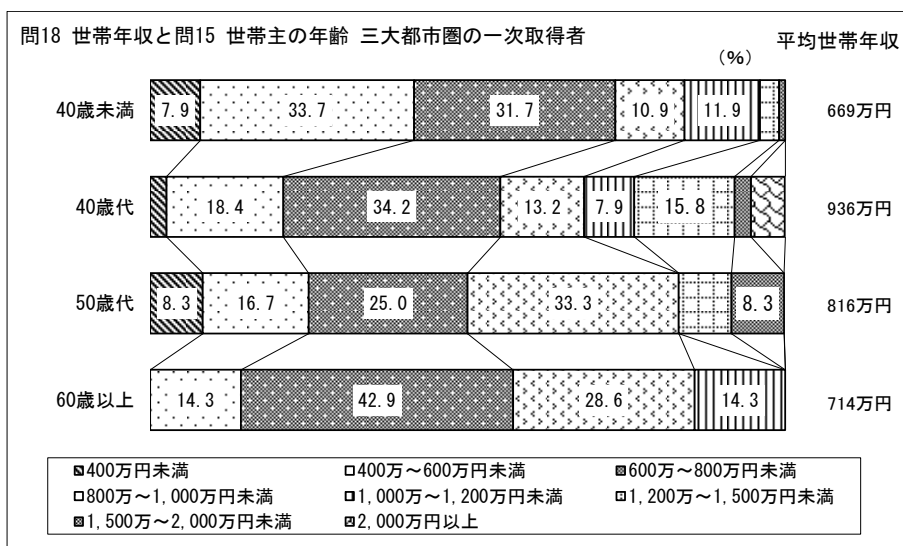 問18 世帯年収と問15 世帯主の年齢 三大都市圏の一次取得者
平均世帯年収
(%)
40歳未満 7.9 33.7 31.7 10.9 11.9 669万円
40歳代 18.4 34.2 13.2 7.9 15.8 936万円
50歳代 8.3 16.7 25.0 33.3 8.3 816万円
60歳以上 14.3 42.9 28.6 14.3 714万円
400万円未満 400万～600万円未満 600万～800万円未満
800万～1,000万円未満 1,000万～1,200万円未満 1,200万～1,500万円未満
1,500万～2,000万円未満 2,000万円以上